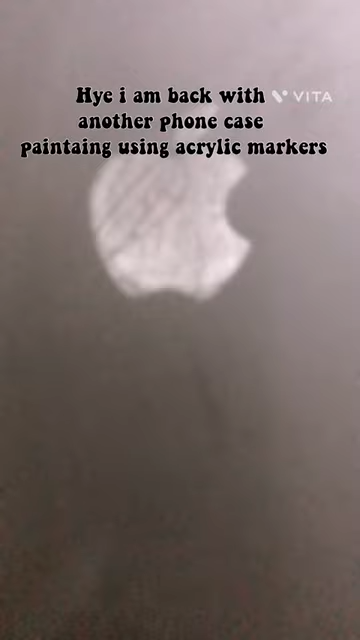 Hye i am back with
VITA
another phone case
paintaing using acrylic markers